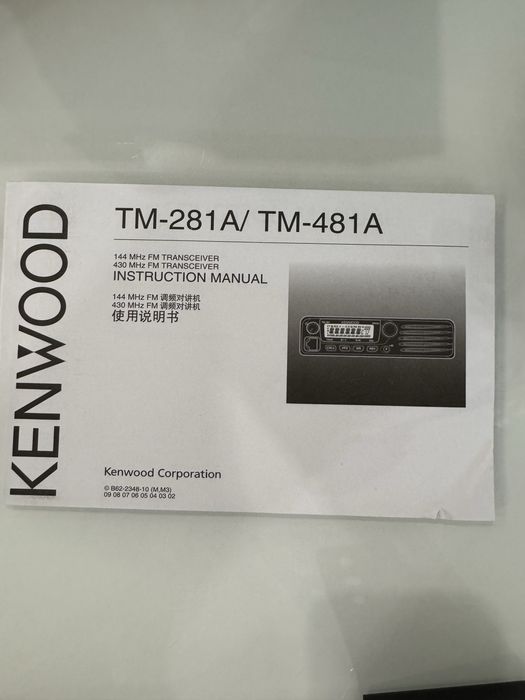 KENWOOD
TM-281A/ TM-481A
144 MHz FM TRANSCEIVER
430 MHz FM TRANSCEIVER
INSTRUCTION MANUAL
144 MHz FM 调频对讲机
430 MHz FM 调频对讲机
使用说明书
KENWOOD
Kenwood Corporation
© B62-2348-10 (M,M3)
09 08 07 06 05 04 03 02